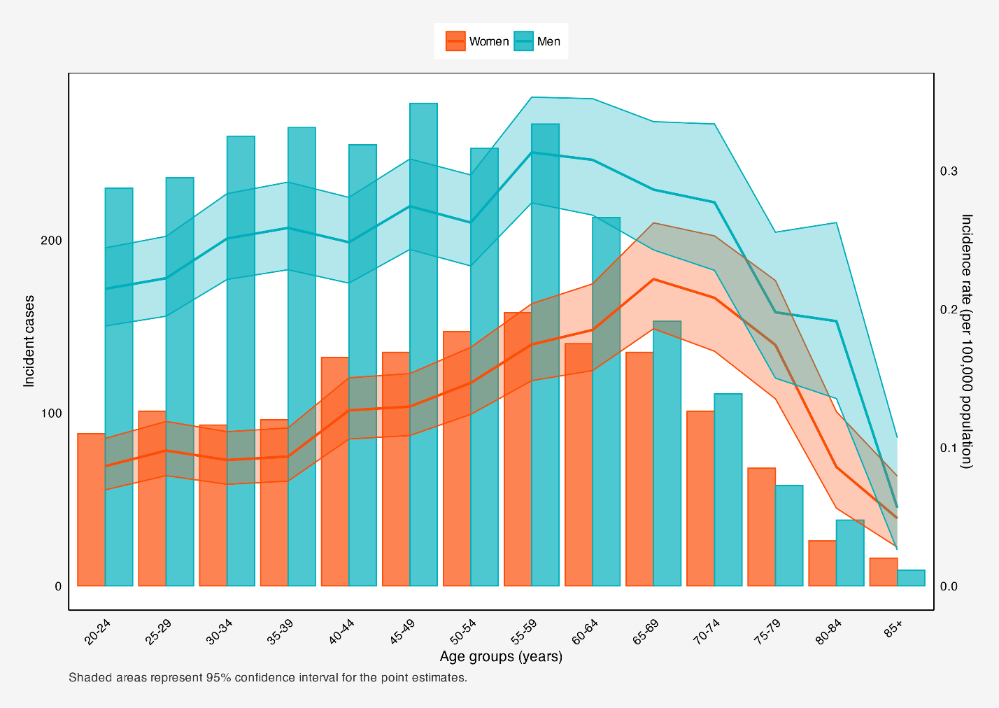 Women Men
Incident cases
200
100
0
0.3
0.2
0.1
0.0
Incidence rate (per 100,000 population)
20-24 25-29 30-34 35-39 40-44 45-49 50-54 55-59 60-64 65-69 70-74 75-79 80-84 85+
Age groups (years)
Shaded areas represent 95% confidence interval for the point estimates.